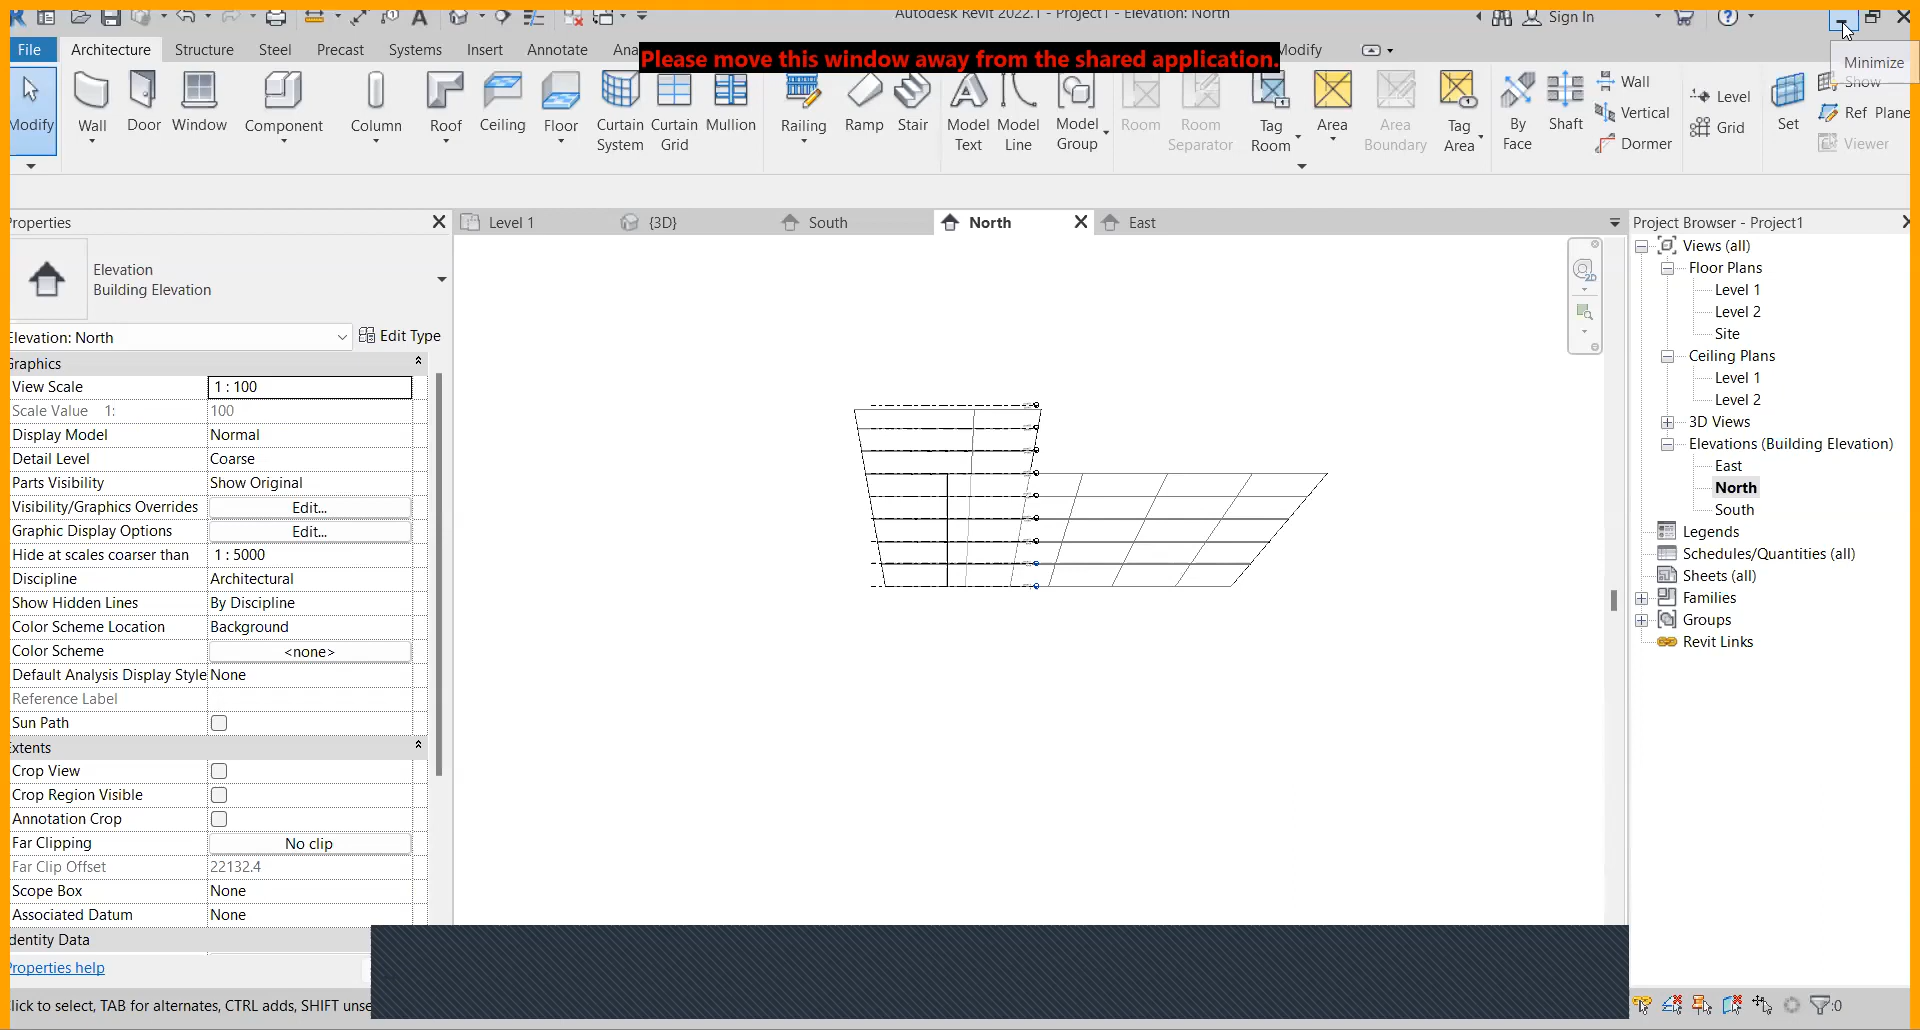 Autodesk Revit 2022.1 - Project1 - Elevation: North
Sign In
File
Architecture
Structure
Steel
Precast
Systems
Insert
Annotate
Ana
Please move this window away from the shared application.
Modify
Minimize
Modify
Wall
Door
Window
Component
Column
Roof
Ceiling
Floor
Curtain System
Curtain Grid
Mullion
Railing
Ramp
Stair
Model Text
Model Line
Model Group
Room
Room Separator
Tag Room
Area
Area Boundary
Tag Area
By Face
Shaft
Wall
Vertical
Dormer
Level
Grid
Set
Show
Ref Plane
Viewer
Properties
Level 1
{3D}
South
North
East
Project Browser - Project1
Elevation
Building Elevation
Elevation: North
Edit Type
Graphics
View Scale 1 : 100
Scale Value 1: 100
Display Model Normal
Detail Level Coarse
Parts Visibility Show Original
Visibility/Graphics Overrides Edit...
Graphic Display Options Edit...
Hide at scales coarser than 1 : 5000
Discipline Architectural
Show Hidden Lines By Discipline
Color Scheme Location Background
Color Scheme <none>
Default Analysis Display Style None
Reference Label
Sun Path
Extents
Crop View
Crop Region Visible
Annotation Crop
Far Clipping No clip
Far Clip Offset 22132.4
Scope Box None
Associated Datum None
Identity Data
Properties help
Click to select, TAB for alternates, CTRL adds, SHIFT unse
2D
Views (all)
Floor Plans
Level 1
Level 2
Site
Ceiling Plans
Level 1
Level 2
3D Views
Elevations (Building Elevation)
East
North
South
Legends
Schedules/Quantities (all)
Sheets (all)
Families
Groups
Revit Links
:0